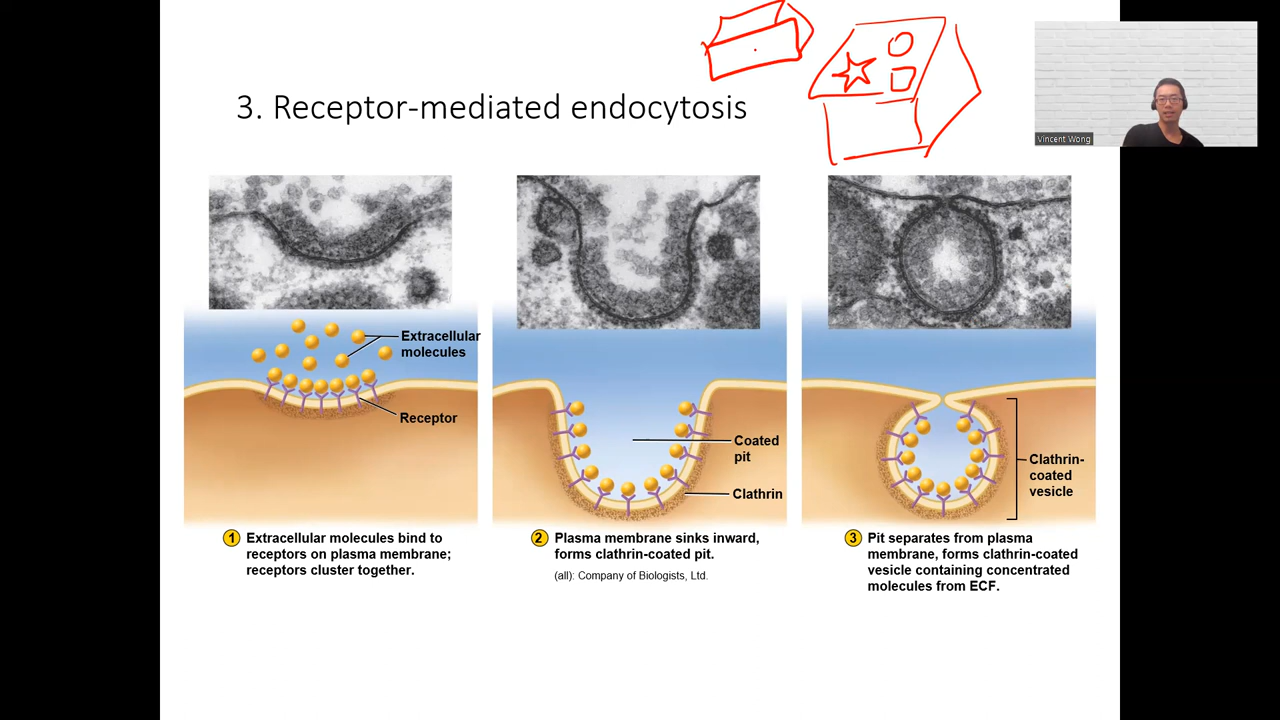 3. Receptor-mediated endocytosis
Vincent Wong
Extracellular
molecules
Receptor
Coated
pit
Clathrin
Clathrin-
coated
vesicle
1 Extracellular molecules bind to
receptors on plasma membrane;
receptors cluster together.
2 Plasma membrane sinks inward,
forms clathrin-coated pit.
(all): Company of Biologists, Ltd.
3 Pit separates from plasma
membrane, forms clathrin-coated
vesicle containing concentrated
molecules from ECF.